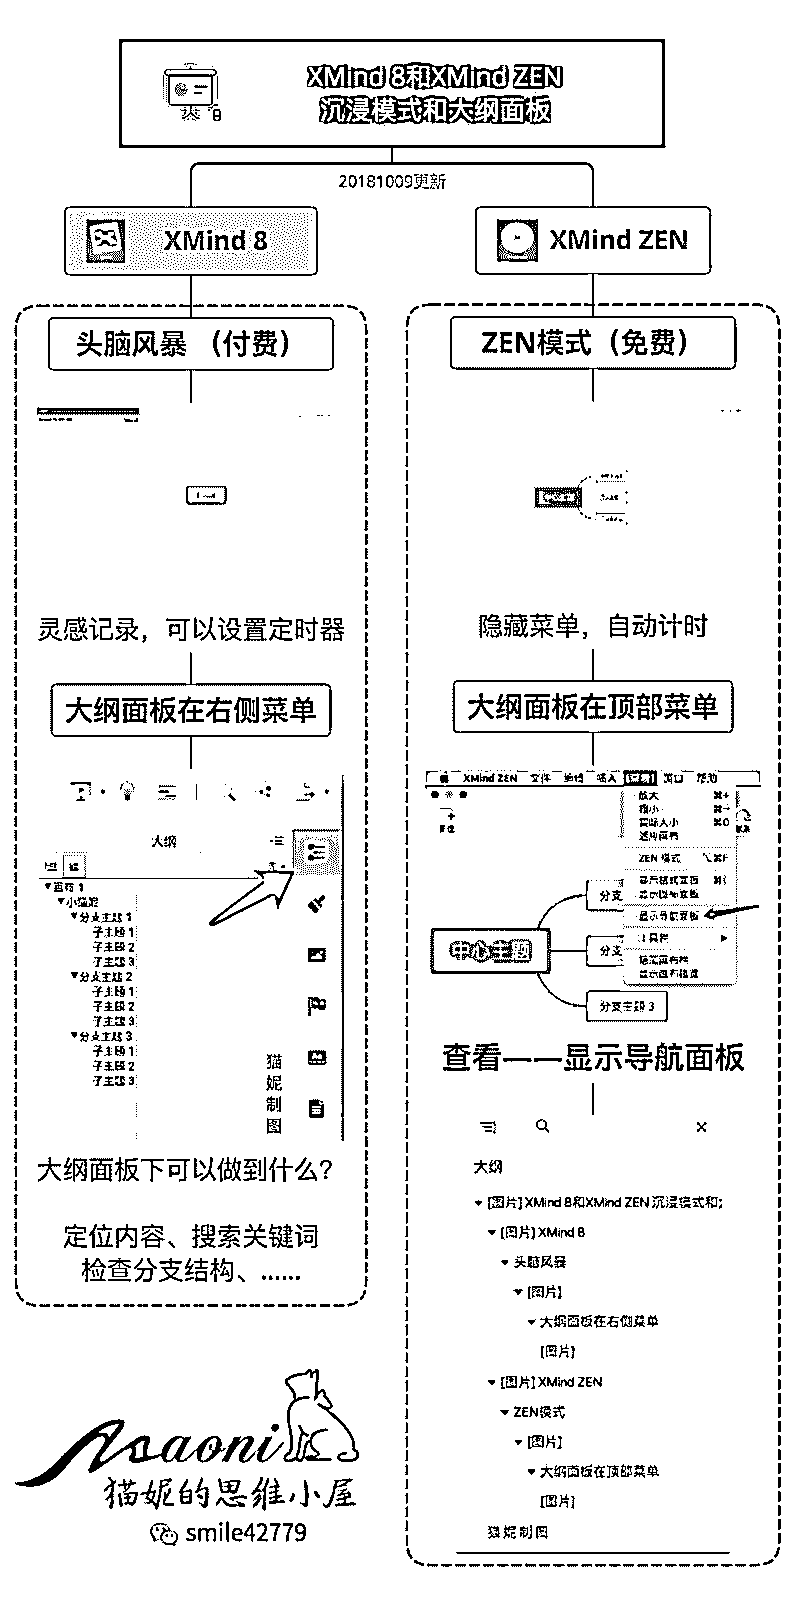 XMind 8和XMind ZEN
沉浸模式和大纲面板
20181009更新
XMind 8
头脑风暴 （付费）
灵感记录，可以设置定时器
大纲面板在右侧菜单
大纲
画布 1
分支主题 1
子主题 1
子主题 2
子主题 3
分支主题 2
子主题 1
子主题 2
子主题 3
分支主题 3
子主题 1
子主题 2
子主题 3
猫妮制图
大纲面板下可以做到什么？
定位内容、搜索关键词
检查分支结构、……
XMind ZEN
ZEN模式（免费）
隐藏菜单，自动计时
大纲面板在顶部菜单
XMind ZEN 文件 编辑 插入 查看 窗口 帮助
放大
缩小
实际大小
ZEN 模式
显示导航面板
工具栏
中心主题
分支
分支
分支主题 3
查看——显示导航面板
大纲
[图片] XMind 8和XMind ZEN 沉浸模式和大
[图片] XMind 8
头脑风暴
[图片]
大纲面板在右侧菜单
[图片]
[图片] XMind ZEN
ZEN模式
[图片]
大纲面板在顶部菜单
[图片]
猫妮制图
Asaoni
猫妮的思维小屋
smile42779